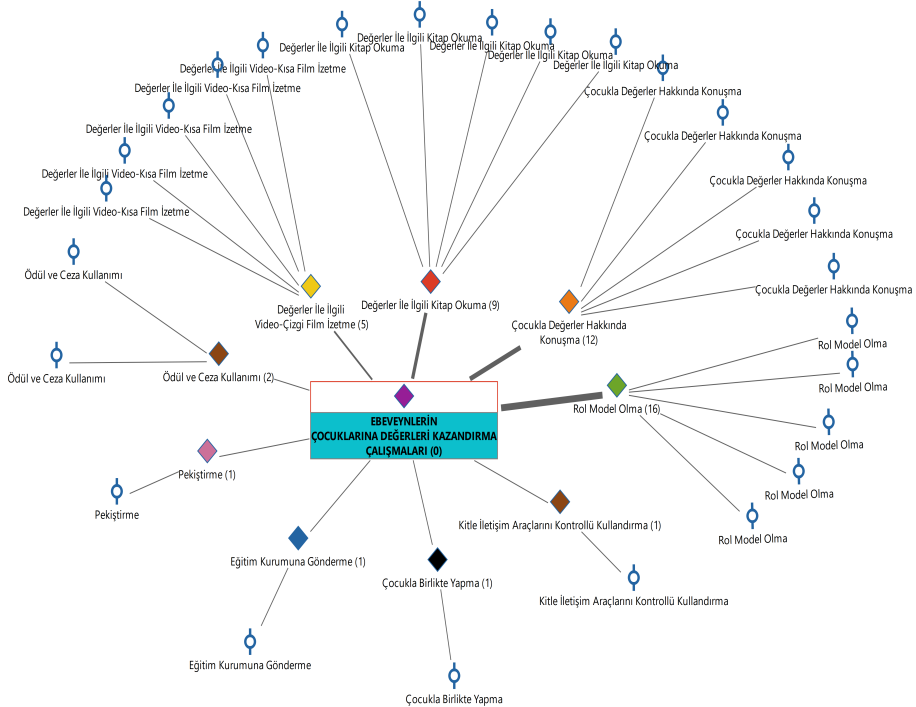 Değerler İle İlgili Kitap Okuma
Değerler İle İlgili Kitap Okuma
Değerler İle İlgili Kitap Okuma
Değerler İle İlgili Kitap Okuma
Değerler İle İlgili Kitap Okuma
Değerler İle İlgili Video-Kısa Film İzetme
Değerler İle İlgili Video-Kısa Film İzetme
Değerler İle İlgili Video-Kısa Film İzetme
Değerler İle İlgili Video-Kısa Film İzetme
Değerler İle İlgili Video-Kısa Film İzetme
Çocukla Değerler Hakkında Konuşma
Çocukla Değerler Hakkında Konuşma
Çocukla Değerler Hakkında Konuşma
Çocukla Değerler Hakkında Konuşma
Çocukla Değerler Hakkında Konuşma
Ödül ve Ceza Kullanımı
Değerler İle İlgili
Video-Çizgi Film İzetme (5)
Değerler İle İlgili Kitap Okuma (9)
Çocukla Değerler Hakkında
Konuşma (12)
Rol Model Olma
Ödül ve Ceza Kullanımı
Ödül ve Ceza Kullanımı (2)
Rol Model Olma
Rol Model Olma (16)
EBEVEYNLERİN
ÇOCUKLARINA DEĞERLERİ KAZANDIRMA
ÇALIŞMALARI (0)
Rol Model Olma
Pekiştirme (1)
Rol Model Olma
Pekiştirme
Kitle İletişim Araçlarını Kontrollü Kullandırma (1)
Rol Model Olma
Eğitim Kurumuna Gönderme (1)
Çocukla Birlikte Yapma (1)
Kitle İletişim Araçlarını Kontrollü Kullandırma
Eğitim Kurumuna Gönderme
Çocukla Birlikte Yapma